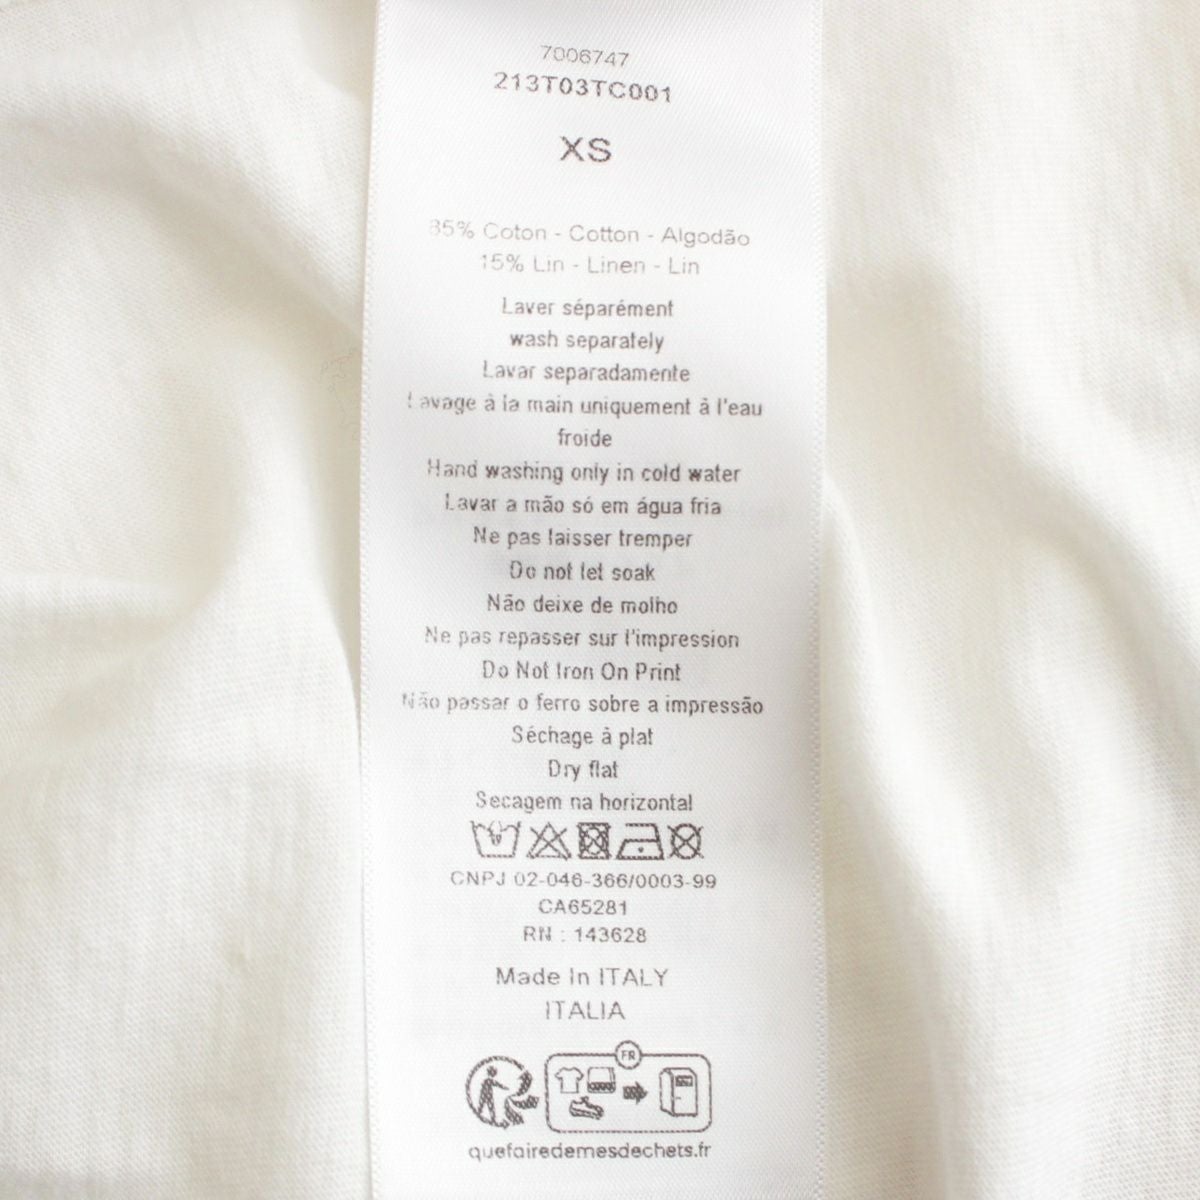 7006747
213T03TC001
XS
85% Coton - Cotton - Algodão
15% Lin - Linen - Lin
Laver séparément
wash separately
Lavar separadamente
Lavage à la main uniquement à l'eau
froide
Hand washing only in cold water
Lavar a mão só em água fria
Ne pas laisser tremper
Do not let soak
Não deixe de molho
Ne pas repasser sur l'impression
Do Not Iron On Print
Não passar o ferro sobre a impressão
Séchage à plat
Dry flat
Secagem na horizontal
CNPJ 02-046-366/0003-99
CA65281
RN : 143628
Made In ITALY
ITALIA
FR
quefairedemesdechets.fr